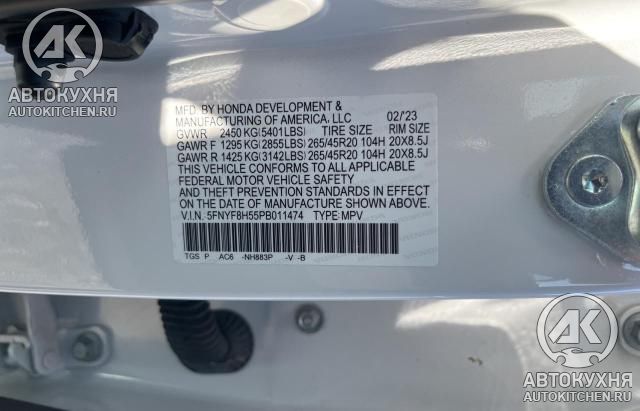 АК
АВТОКУХНЯ
AUTOKITCHEN.RU
MFD. BY HONDA DEVELOPMENT &
MANUFACTURING OF AMERICA, LLC 02/'23
GVWR 2450 KG(5401LBS) TIRE SIZE RIM SIZE
GAWR F 1295 KG(2855LBS) 265/45R20 104H 20X8.5J
GAWR R 1425 KG(3142LBS) 265/45R20 104H 20X8.5J
THIS VEHICLE CONFORMS TO ALL APPLICABLE
FEDERAL MOTOR VEHICLE SAFETY
AND THEFT PREVENTION STANDARDS IN EFFECT ON
THE DATE OF MANUFACTURE SHOWN ABOVE.
V.I.N. 5FNYF8H55PB011474 TYPE: MPV
TGS P AC6 -NH883P -V -B
АК
АВТОКУХНЯ
AUTOKITCHEN.RU